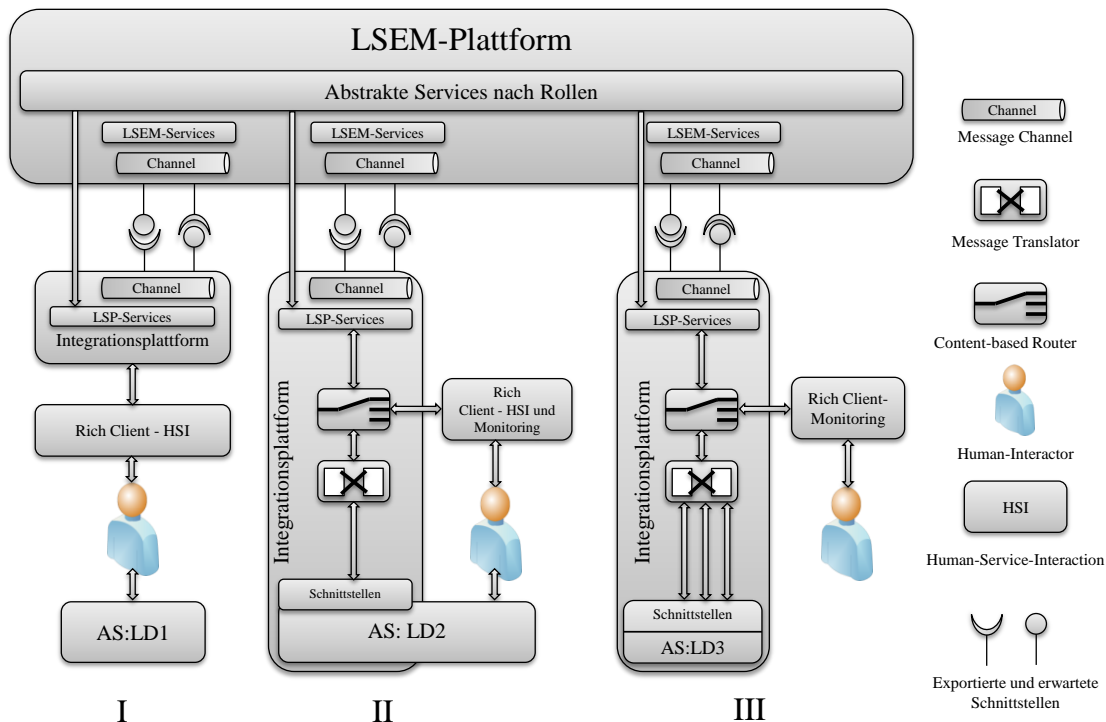 LSEM-Plattform
Abstrakte Services nach Rollen
LSEM-Services
Channel
LSEM-Services
Channel
LSEM-Services
Channel
Channel
LSP-Services
Integrationsplattform
Rich Client - HSI
AS:LD1
I
Channel
LSP-Services
Integrationsplattform
Rich
Client - HSI und
Monitoring
Schnittstellen
AS: LD2
II
Channel
LSP-Services
Integrationsplattform
Rich Client-
Monitoring
Schnittstellen
AS:LD3
III
Channel
Message Channel
Message Translator
Content-based Router
Human-Interactor
HSI
Human-Service-Interaction
Exportierte und erwartete
Schnittstellen